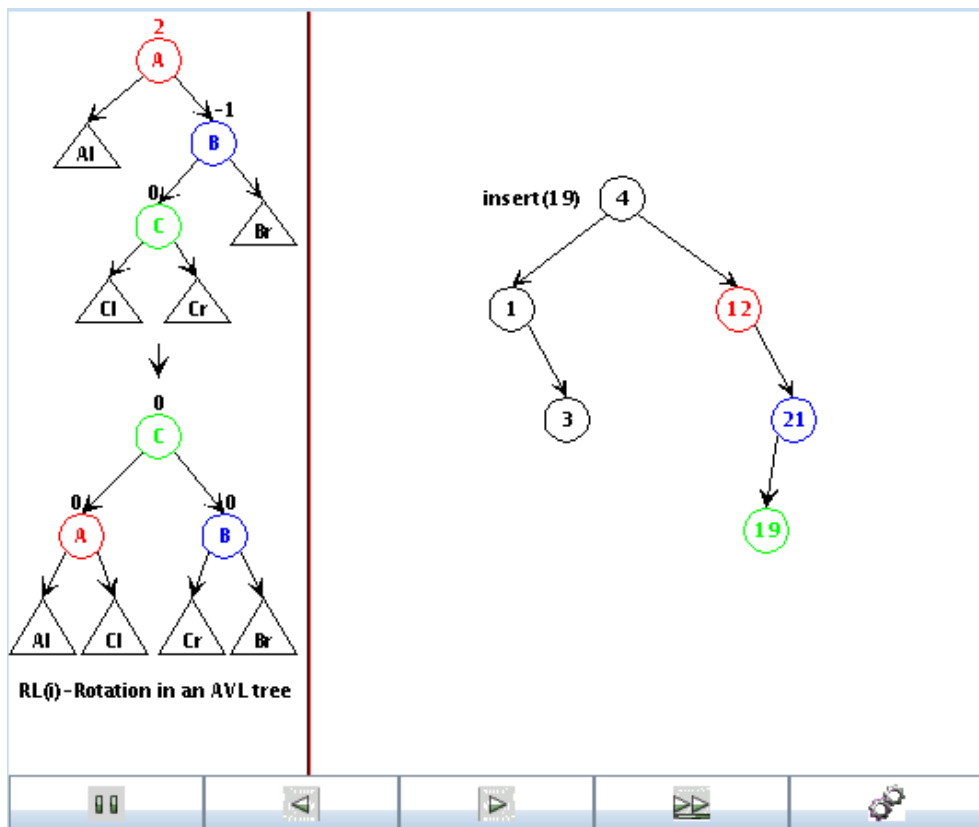 2
A
-1
Al
B
0
C
Br
Cl
Cr
0
C
0
0
A
B
Al
Cl
Cr
Br
RL(i)-Rotation in an AVL tree
insert(19)
4
1
12
3
21
19